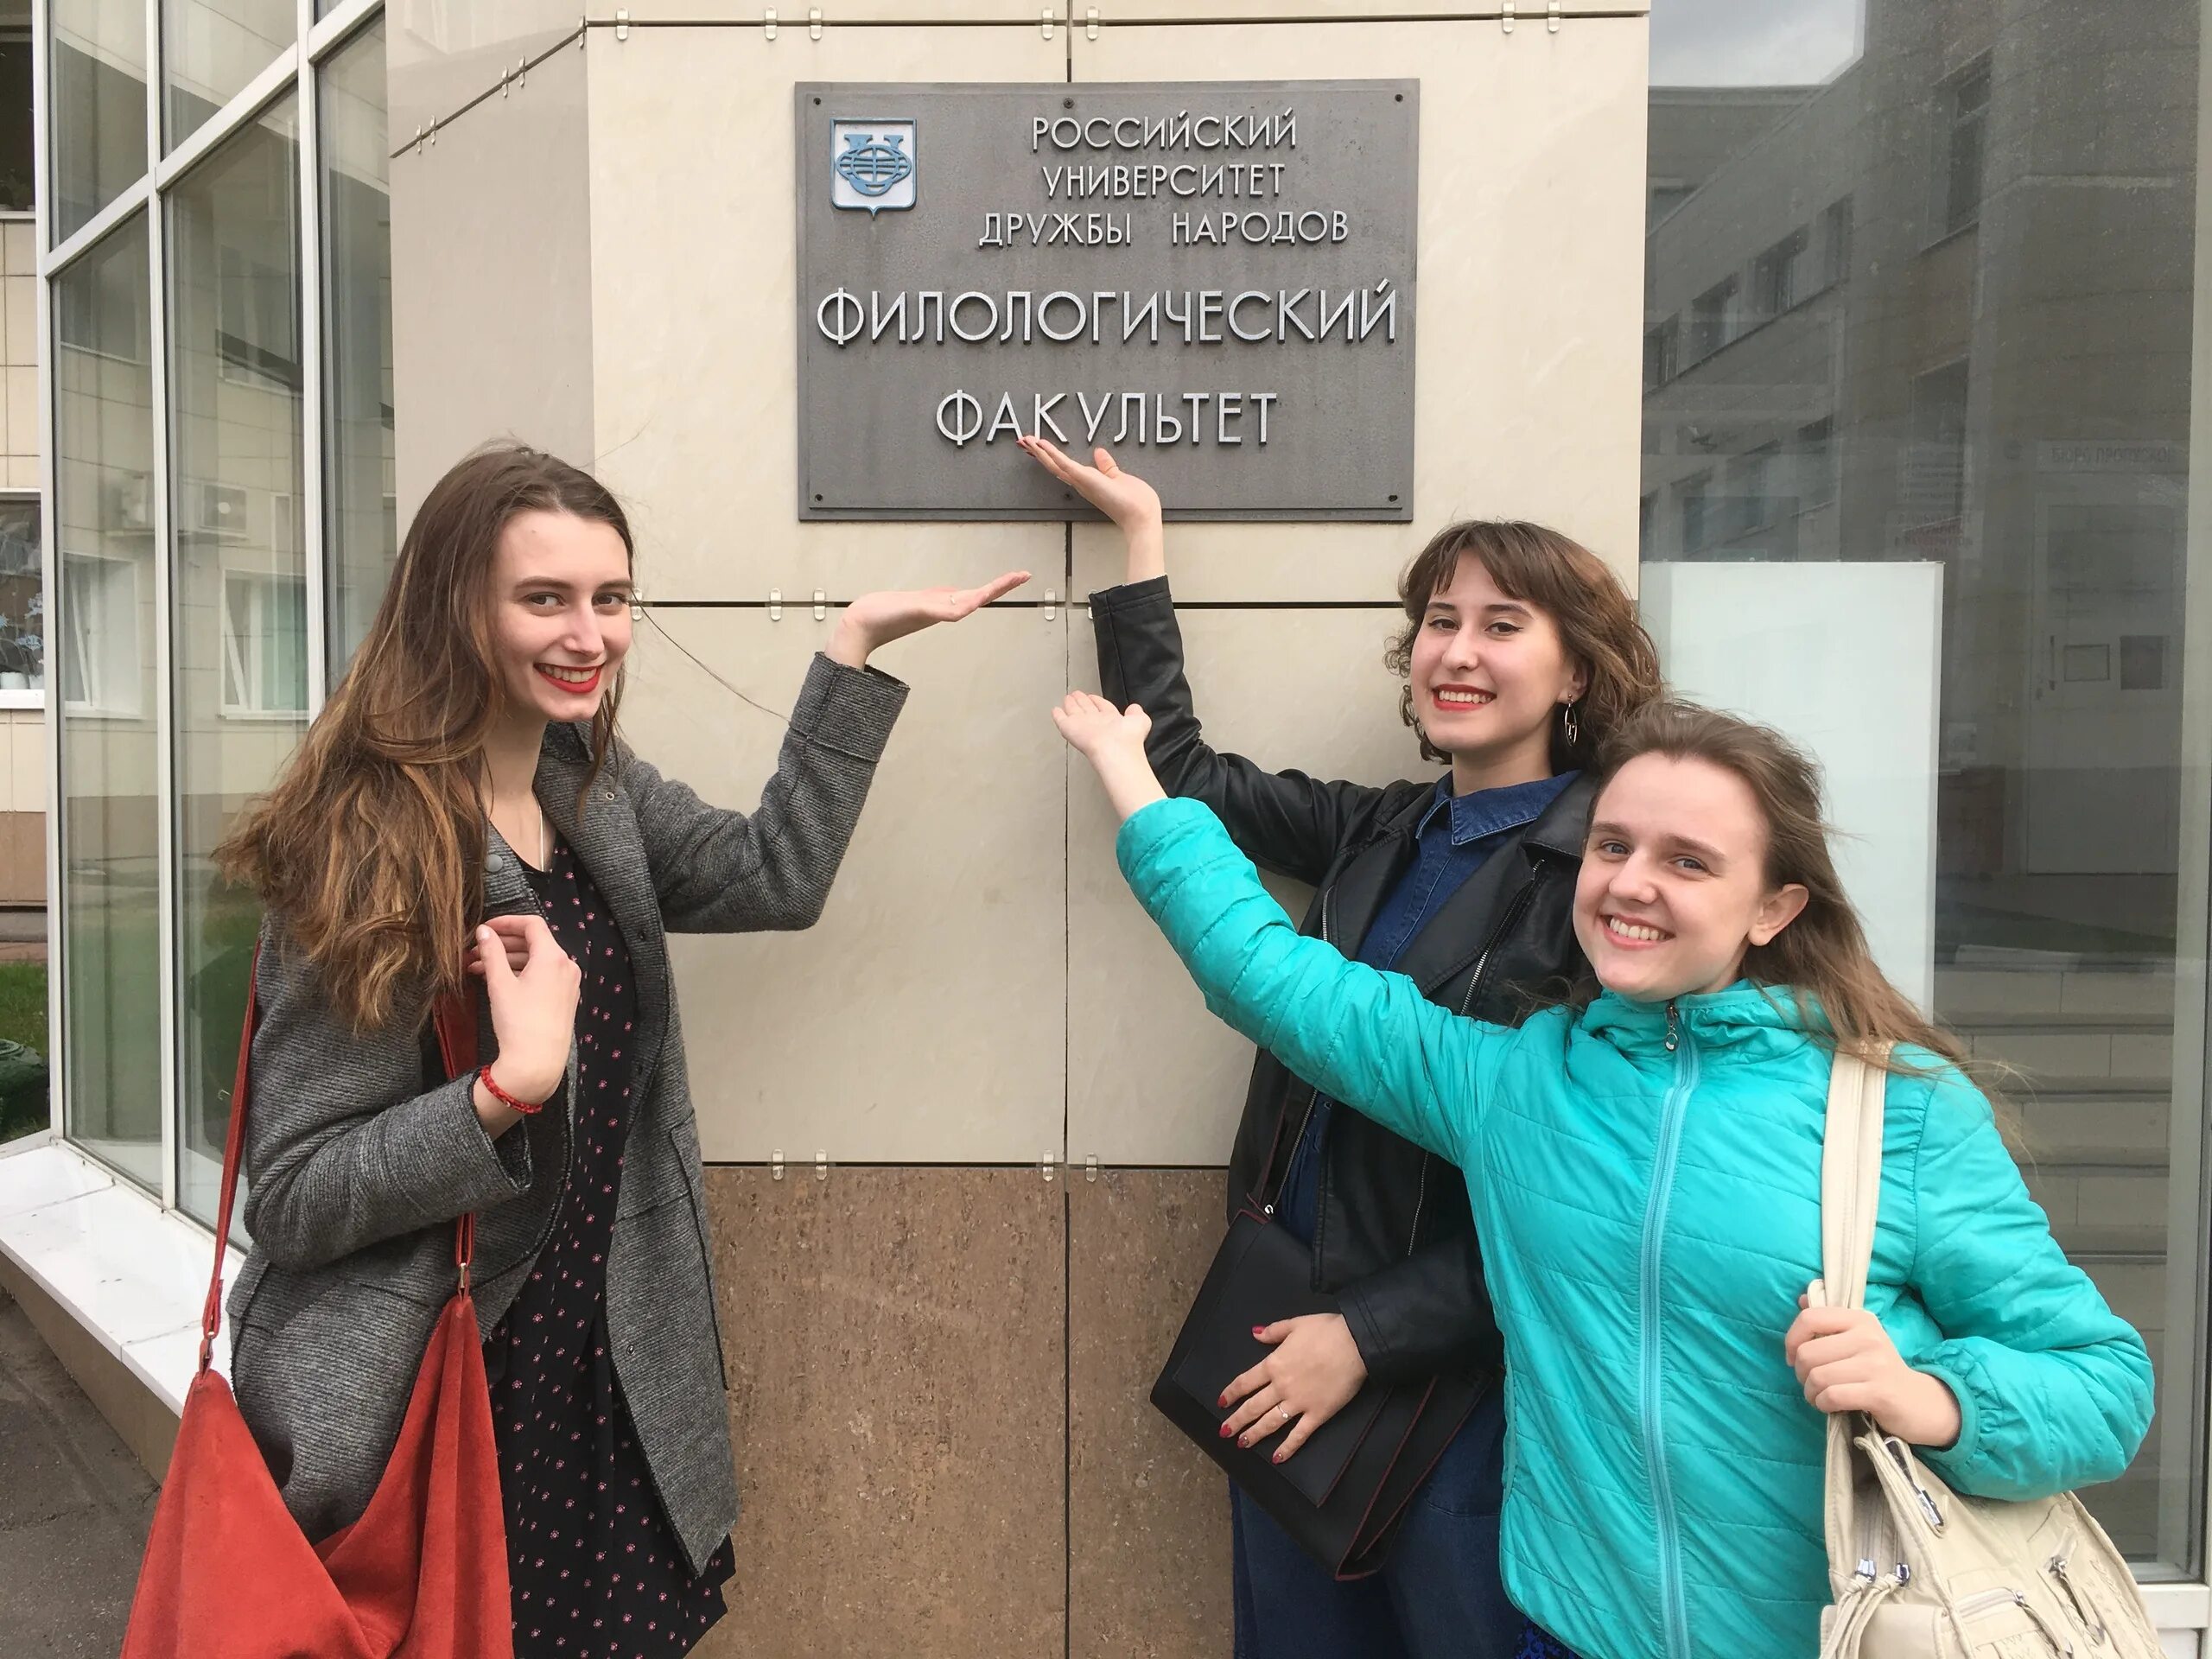 РОССИЙСКИЙ
УНИВЕРСИТЕТ
ДРУЖБЫ НАРОДОВ
ФИЛОЛОГИЧЕСКИЙ
ФАКУЛЬТЕТ